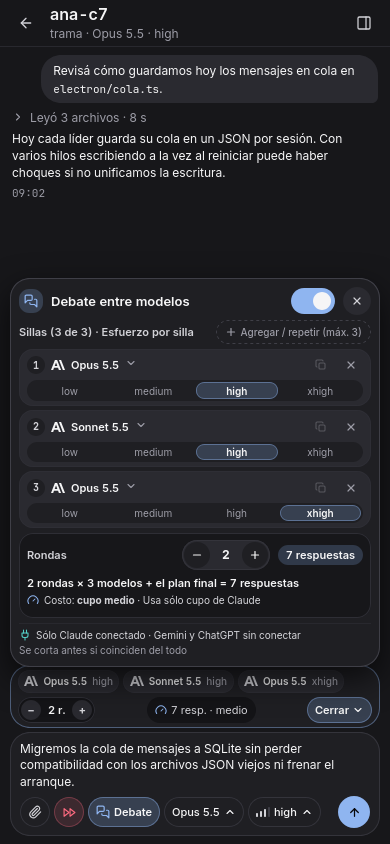 ana-c7
trama · Opus 5.5 · high
Revisá cómo guardamos hoy los mensajes en cola en
electron/cola.ts.
Leyó 3 archivos · 8 s
Hoy cada líder guarda su cola en un JSON por sesión. Con
varios hilos escribiendo a la vez al reiniciar puede haber
choques si no unificamos la escritura.
09:02
Debate entre modelos
Sillas (3 de 3) · Esfuerzo por silla
Agregar / repetir (máx. 3)
1 Opus 5.5
low medium high xhigh
2 Sonnet 5.5
low medium high xhigh
3 Opus 5.5
low medium high xhigh
Rondas − 2 + 7 respuestas
2 rondas × 3 modelos + el plan final = 7 respuestas
Costo: cupo medio · Usa sólo cupo de Claude
Sólo Claude conectado · Gemini y ChatGPT sin conectar
Se corta antes si coinciden del todo
Opus 5.5 high Sonnet 5.5 high Opus 5.5 xhigh
− 2 r. + 7 resp. · medio Cerrar
Migremos la cola de mensajes a SQLite sin perder
compatibilidad con los archivos JSON viejos ni frenar el
arranque.
Debate Opus 5.5 high